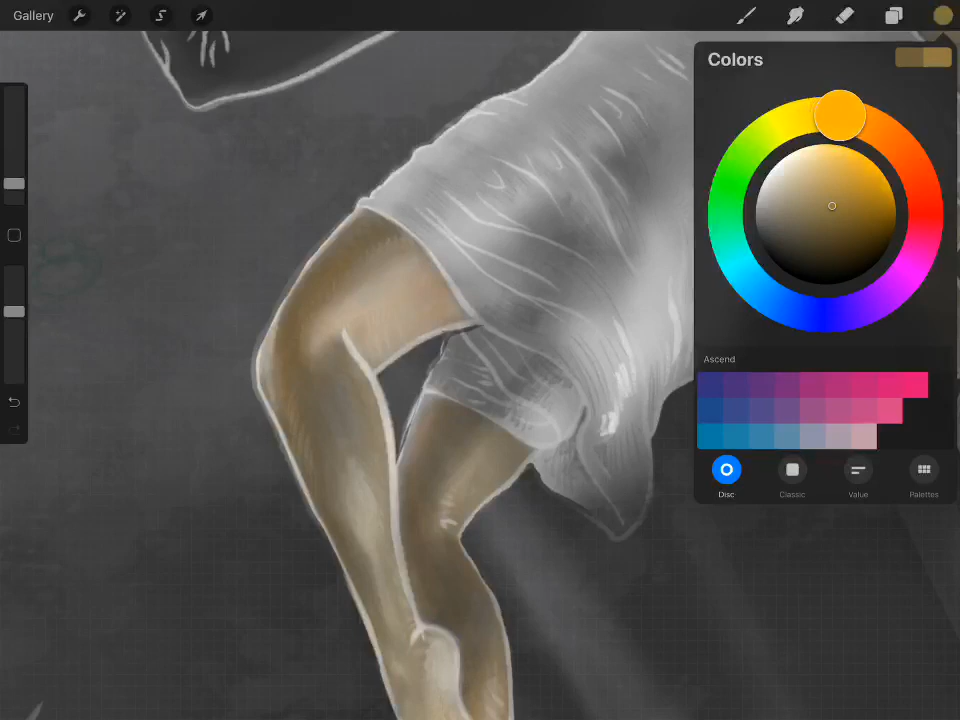 Gallery
Colors
Ascend
Disc
Classic
Value
Palettes